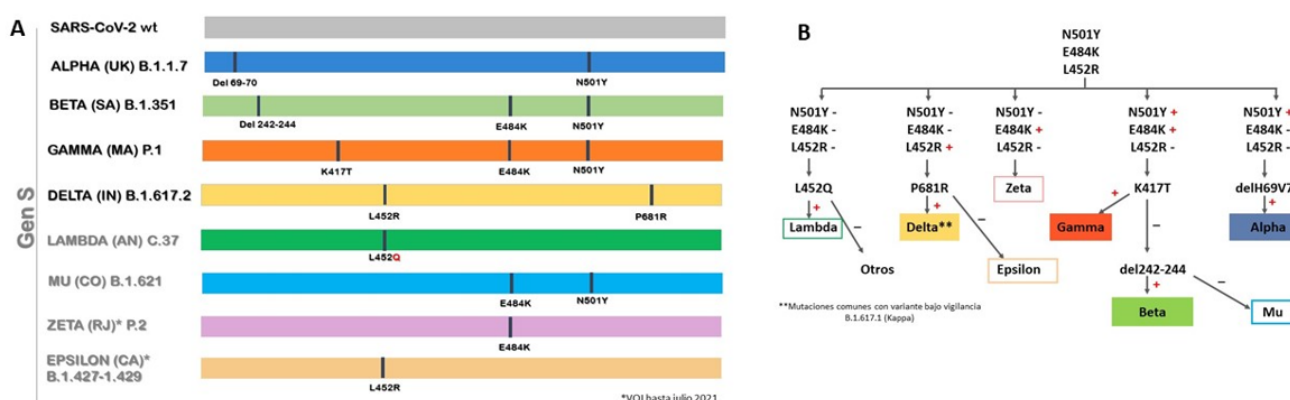 A
Gen S
SARS-CoV-2 wt
ALPHA (UK) B.1.1.7
Del 69-70
N501Y
BETA (SA) B.1.351
Del 242-244
E484K
N501Y
GAMMA (MA) P.1
K417T
E484K
N501Y
DELTA (IN) B.1.617.2
L452R
P681R
LAMBDA (AN) C.37
L452Q
MU (CO) B.1.621
E484K
N501Y
ZETA (RJ)* P.2
E484K
EPSILON (CA)*
B.1.427-1.429
L452R
*VOI hasta julio 2021
B
N501Y
E484K
L452R
N501Y - N501Y - N501Y - N501Y + N501Y +
E484K - E484K - E484K + E484K + E484K -
L452R - L452R + L452R - L452R - L452R -
L452Q P681R Zeta K417T delH69V7
+ + + +
Lambda Delta** Gamma Alpha
– – –
Otros Epsilon del242-244
+ –
Beta Mu
**Mutaciones comunes con variante bajo vigilancia
B.1.617.1 (Kappa)